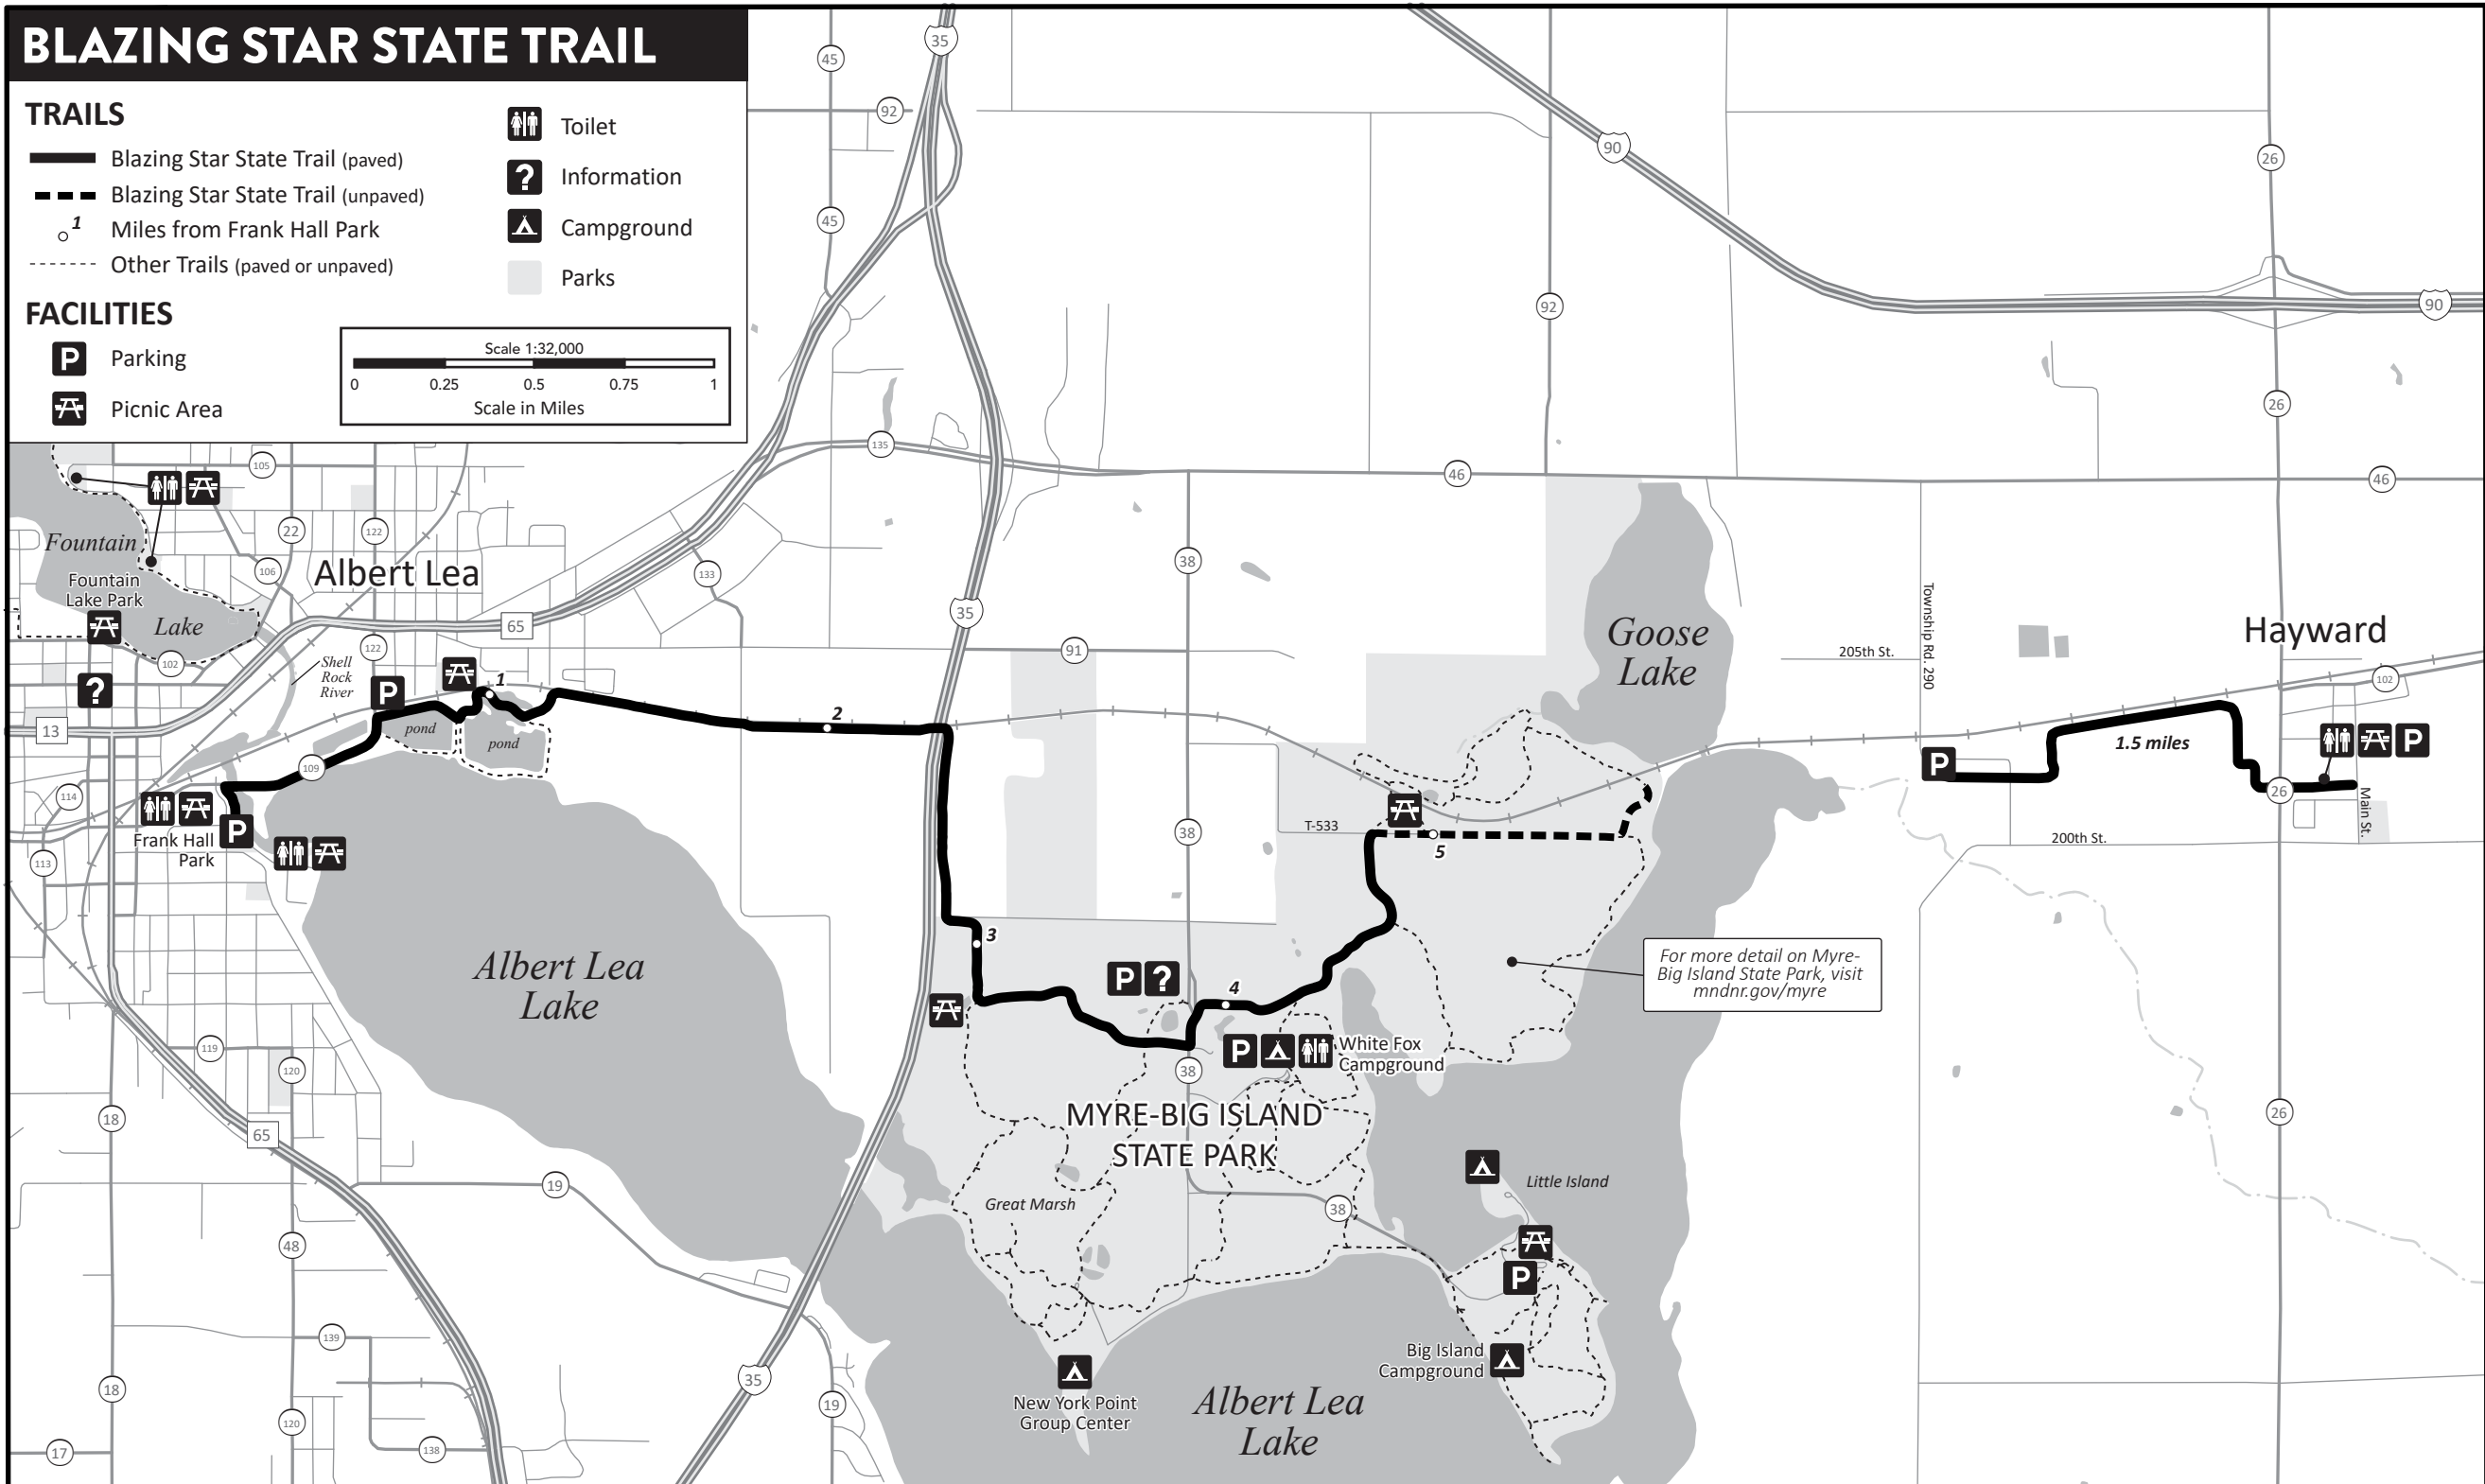 BLAZING STAR STATE TRAIL
TRAILS
Blazing Star State Trail (paved)
Blazing Star State Trail (unpaved)
1
Miles from Frank Hall Park
Other Trails (paved or unpaved)
FACILITIES
P
Parking
Picnic Area
Toilet
?
Information
Campground
Parks
Scale 1:32,000
0 0.25 0.5 0.75 1
Scale in Miles
45
35
92
45
90
26
92
90
26
135
46
46
105
22
122
106
133
38
Fountain
Albert Lea
Fountain
Lake Park
Lake
65
35
102
122
91
Shell
Rock
River
?
13
P
1
pond
pond
2
109
114
113
Frank Hall
Park
P
Goose
Lake
Township Rd. 290
205th St.
Hayward
102
1.5 miles
P
P
26
Main St.
200th St.
38
T-533
5
3
P ?
4
For more detail on Myre-
Big Island State Park, visit
mndnr.gov/myre
Albert Lea
Lake
P
White Fox
Campground
38
MYRE-BIG ISLAND
STATE PARK
119
120
18
65
26
19
Great Marsh
38
Little Island
48
P
139
35
18
19
120
138
17
New York Point
Group Center
Big Island
Campground
Albert Lea
Lake